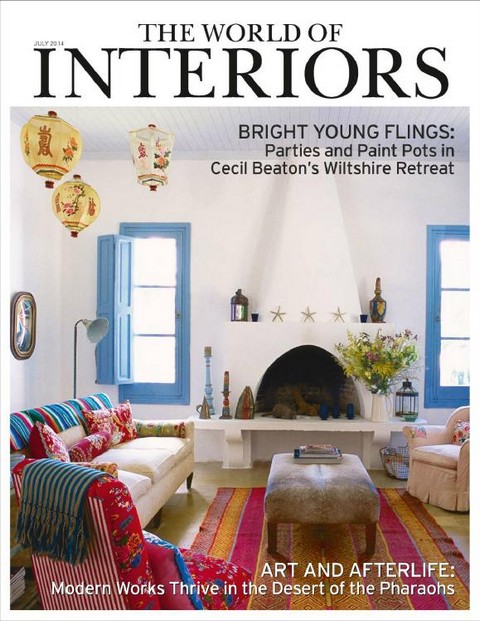 THE WORLD OF
JULY 2014
INTERIORS
BRIGHT YOUNG FLINGS:
Parties and Paint Pots in
Cecil Beaton's Wiltshire Retreat
ART AND AFTERLIFE:
Modern Works Thrive in the Desert of the Pharaohs